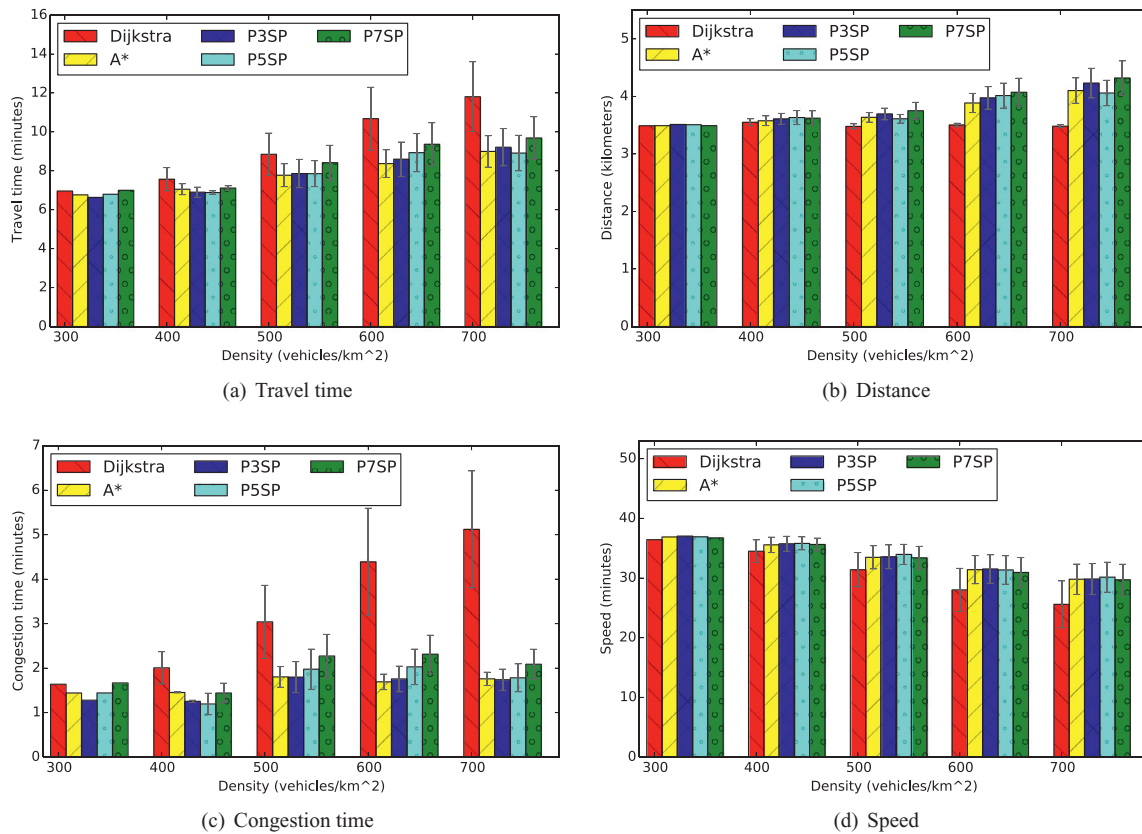 16
14
12
10
8
6
4
2
0
Travel time (minutes)
Dijkstra
A*
P3SP
P5SP
P7SP
300 400 500 600 700
Density (vehicles/km^2)
(a) Travel time
5
4
3
2
1
0
Distance (kilometers)
Dijkstra
A*
P3SP
P5SP
P7SP
300 400 500 600 700
Density (vehicles/km^2)
(b) Distance
7
6
5
4
3
2
1
0
Congestion time (minutes)
Dijkstra
A*
P3SP
P5SP
P7SP
300 400 500 600 700
Density (vehicles/km^2)
(c) Congestion time
50
40
30
20
10
0
Speed (minutes)
Dijkstra
A*
P3SP
P5SP
P7SP
300 400 500 600 700
Density (vehicles/km^2)
(d) Speed